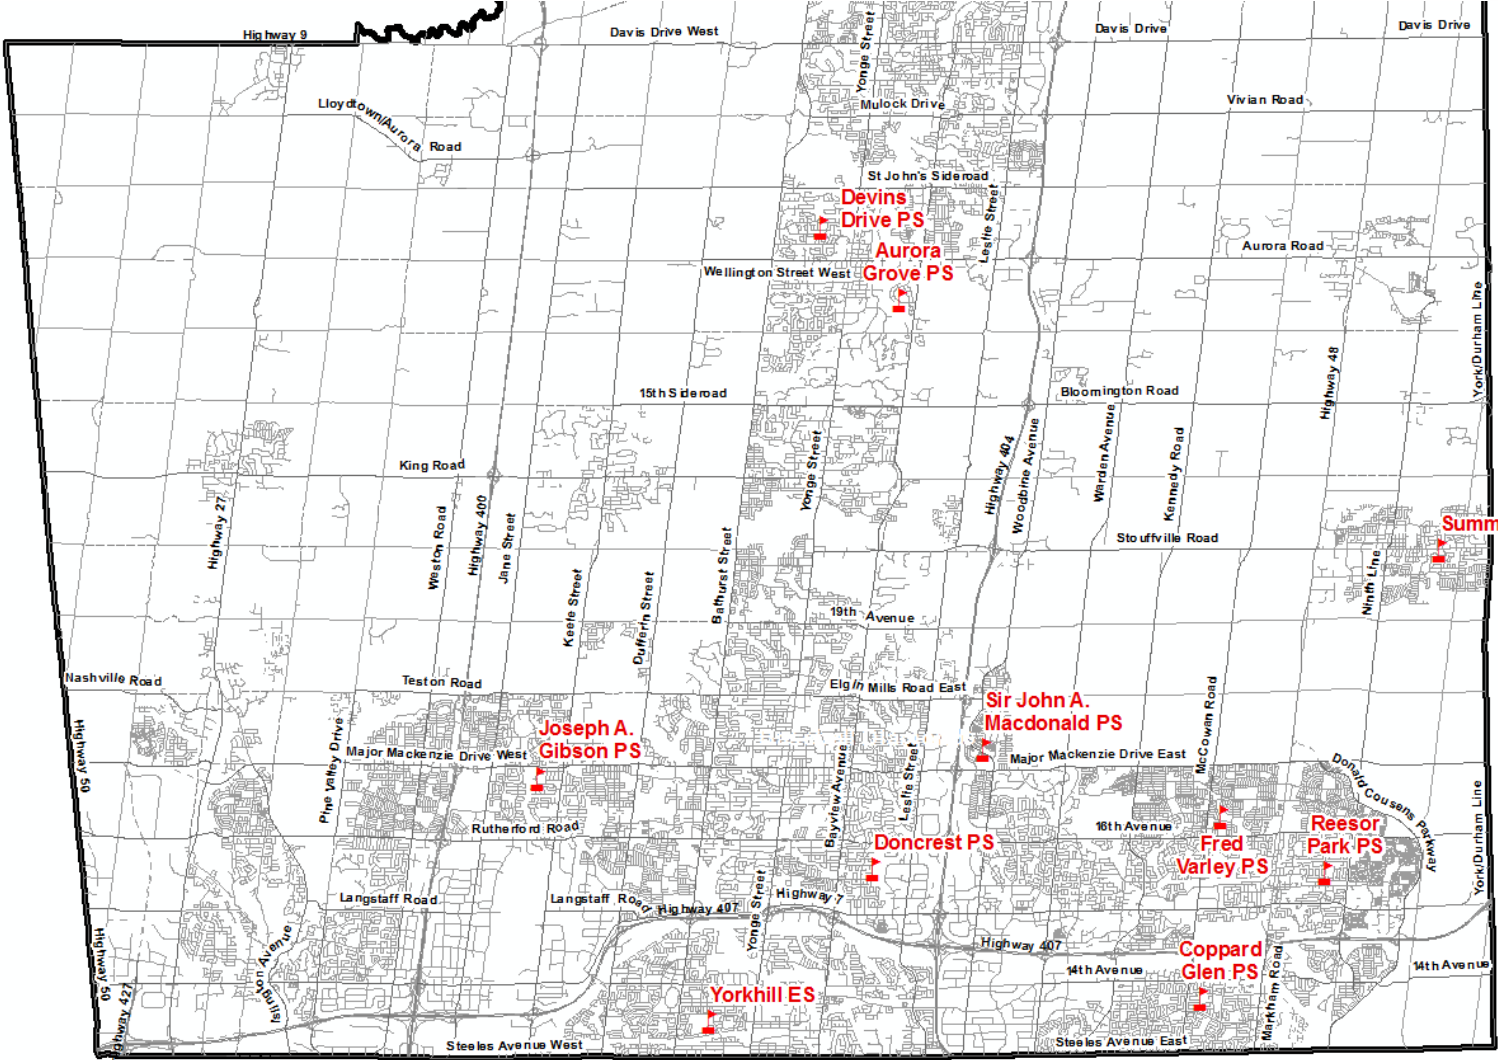 Highway 9
Davis Drive West
Yonge Street
Davis Drive
Davis Drive
Lloydtown/Aurora Road
Mulock Drive
Vivian Road
St John's Sideroad
Leslie Street
Devins
Drive PS
Aurora
Grove PS
Wellington Street West
Aurora Road
York/Durham Line
15th Sideroad
Bloomington Road
Highway 48
King Road
Yonge Street
Highway 404
Woodbine Avenue
Warden Avenue
Kennedy Road
Highway 27
Weston Road
Highway 400
Jane Street
Keele Street
Dufferin Street
Bathurst Street
Stouffville Road
Summ
Ninth Line
19th Avenue
Nashville Road
Teston Road
Elgin Mills Road East
Sir John A.
Macdonald PS
McCowan Road
Highway 50
Pine Valley Drive
Joseph A.
Gibson PS
Major Mackenzie Drive West
Major Mackenzie Drive East
Donald Cousens Parkway
Bayview Avenue
Leslie Street
Rutherford Road
16th Avenue
Doncrest PS
Fred
Varley PS
Reesor
Park PS
York/Durham Line
Langstaff Road
Langstaff Road
Highway 407
Highway 7
Yonge Street
Highway 407
Highway 50
Highway 427
Islington Avenue
Coppard
Glen PS
14th Avenue
14th Avenue
Markham Road
Yorkhill ES
Steeles Avenue West
Steeles Avenue East